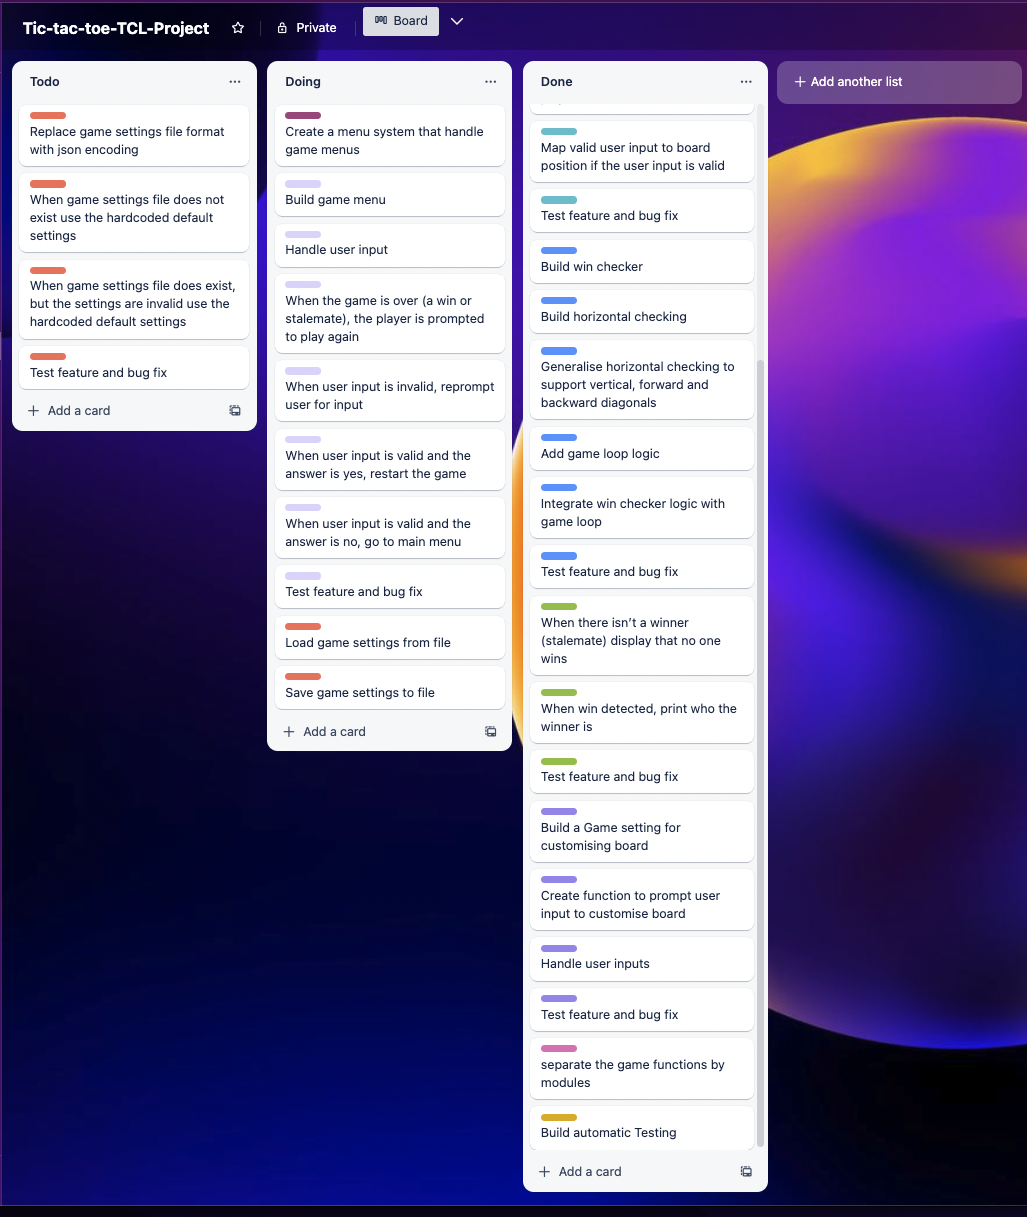 Tic-tac-toe-TCL-Project
Private
Board
Todo
Replace game settings file format
with json encoding
When game settings file does not
exist use the hardcoded default
settings
When game settings file does exist,
but the settings are invalid use the
hardcoded default settings
Test feature and bug fix
Add a card
Doing
Create a menu system that handle
game menus
Build game menu
Handle user input
When the game is over (a win or
stalemate), the player is prompted
to play again
When user input is invalid, reprompt
user for input
When user input is valid and the
answer is yes, restart the game
When user input is valid and the
answer is no, go to main menu
Test feature and bug fix
Load game settings from file
Save game settings to file
Add a card
Done
Map valid user input to board
position if the user input is valid
Test feature and bug fix
Build win checker
Build horizontal checking
Generalise horizontal checking to
support vertical, forward and
backward diagonals
Add game loop logic
Integrate win checker logic with
game loop
Test feature and bug fix
When there isn't a winner
(stalemate) display that no one
wins
When win detected, print who the
winner is
Test feature and bug fix
Build a Game setting for
customising board
Create function to prompt user
input to customise board
Handle user inputs
Test feature and bug fix
separate the game functions by
modules
Build automatic Testing
Add a card
Add another list